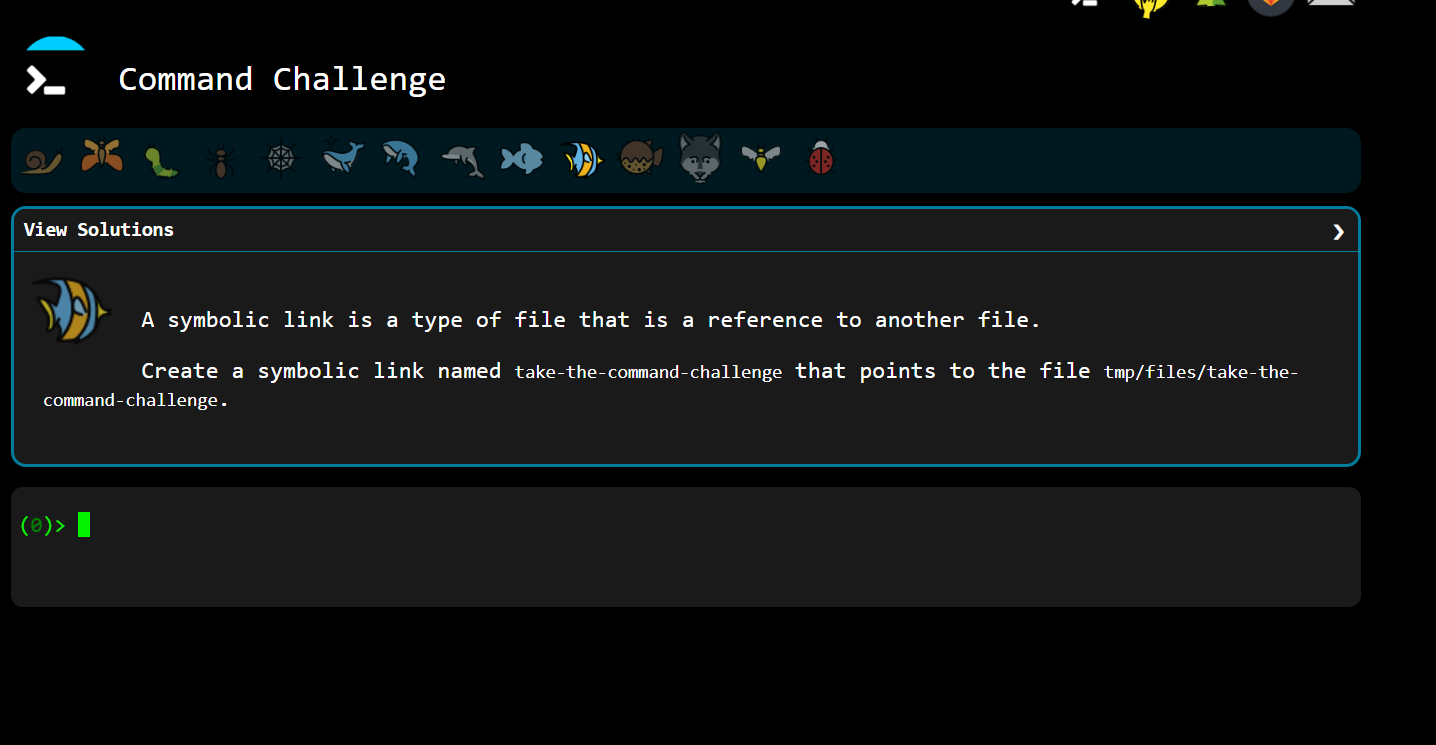 Command Challenge
View Solutions
A symbolic link is a type of file that is a reference to another file.
Create a symbolic link named take-the-command-challenge that points to the file tmp/files/take-the-
command-challenge.
(0)>